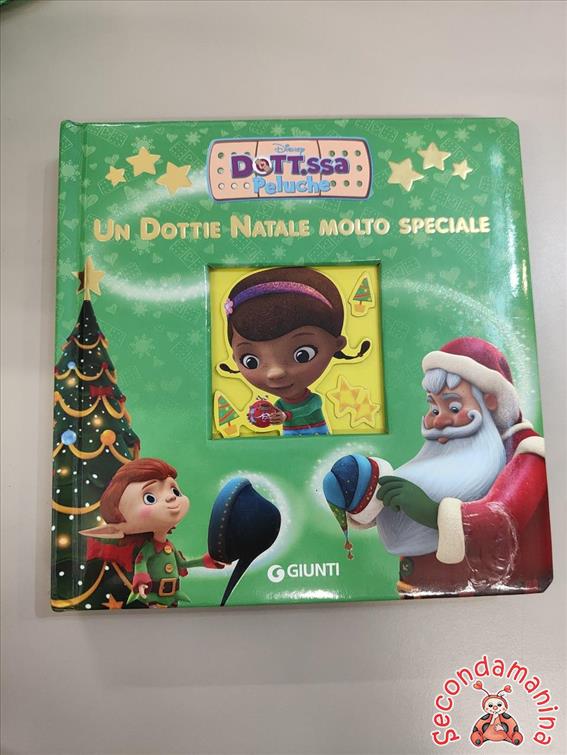 Disney
DOTT.ssa
Peluche
UN DOTTIE NATALE MOLTO SPECIALE
GIUNTI
Secondamanina